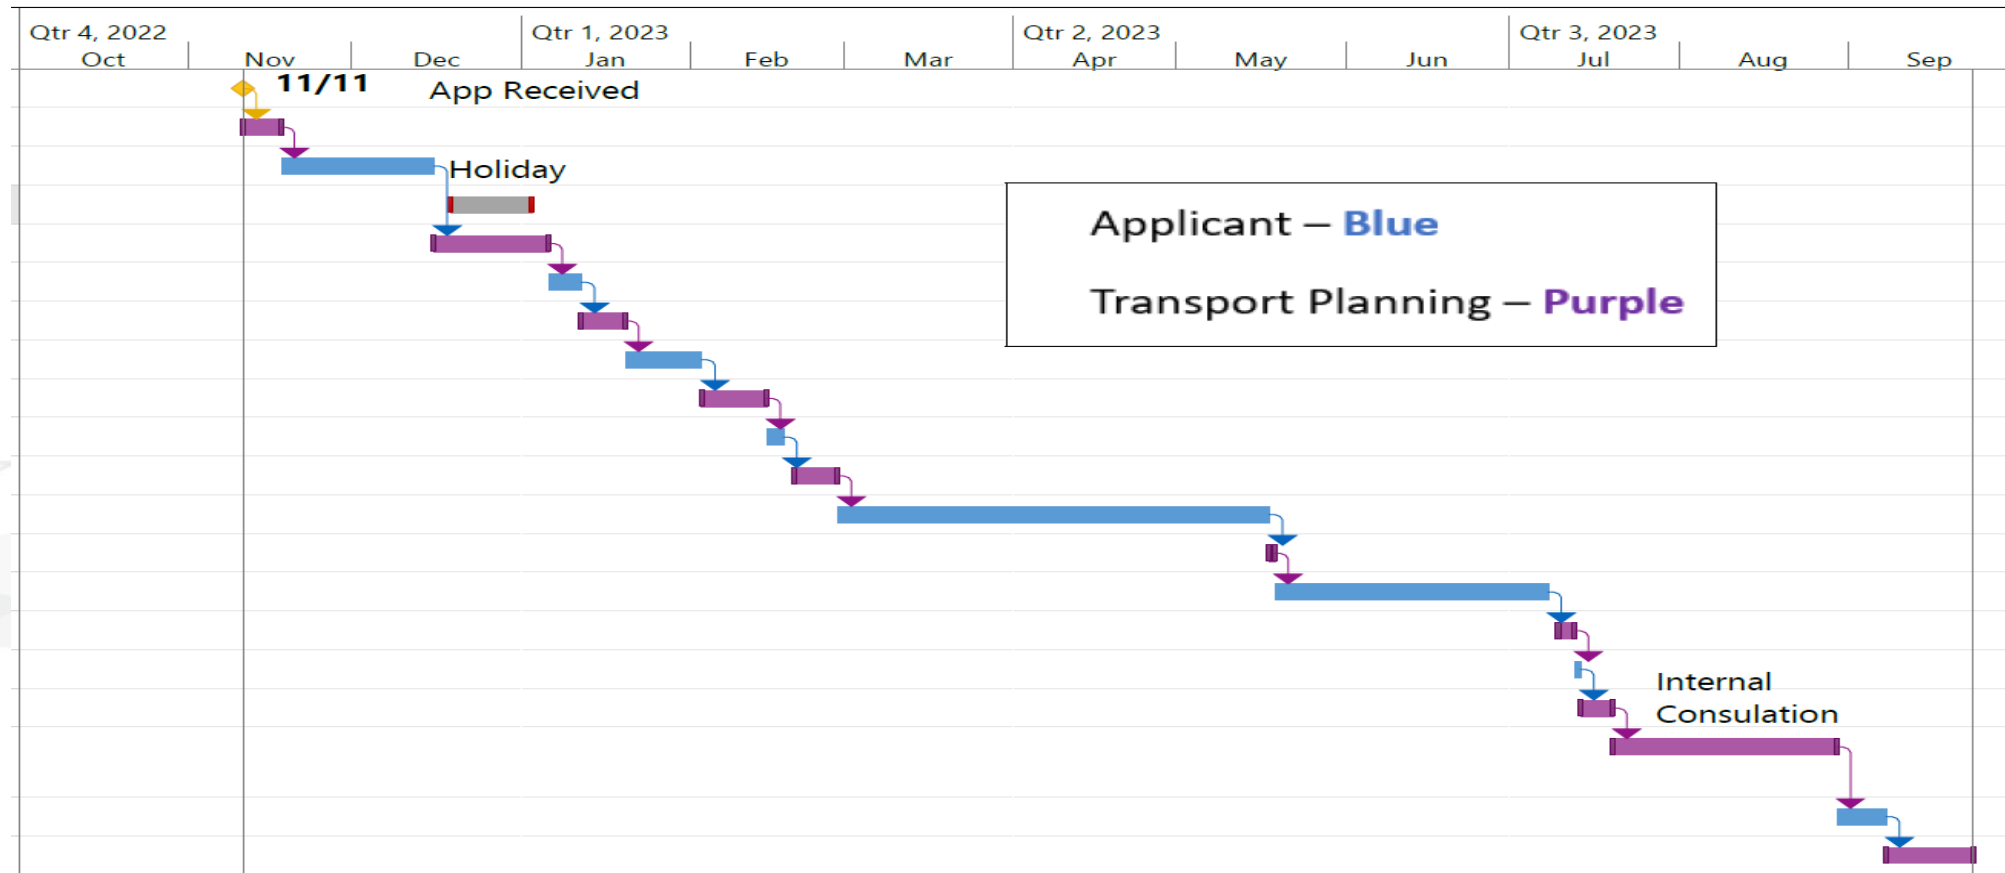 Qtr 4, 2022 Qtr 1, 2023 Qtr 2, 2023 Qtr 3, 2023
Oct Nov Dec Jan Feb Mar Apr May Jun Jul Aug Sep
11/11 App Received
Holiday
Applicant – Blue
Transport Planning – Purple
Internal
Consulation